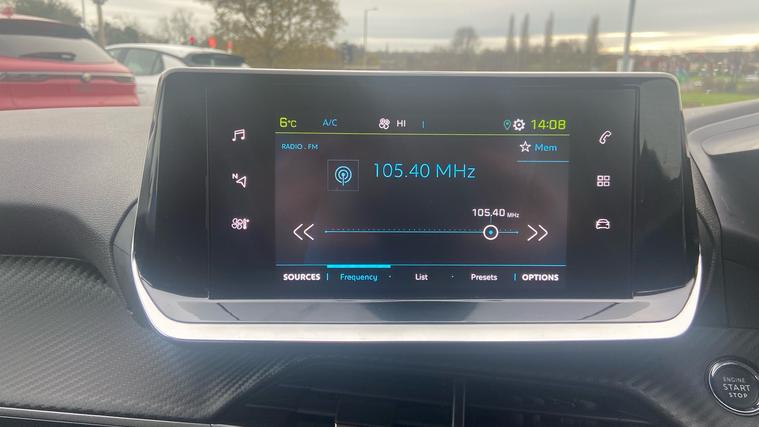 6°C A/C HI 14:08
RADIO . FM
Mem
105.40 MHz
N
105.40 MHz
SOURCES Frequency List Presets OPTIONS
ENGINE
START
STOP